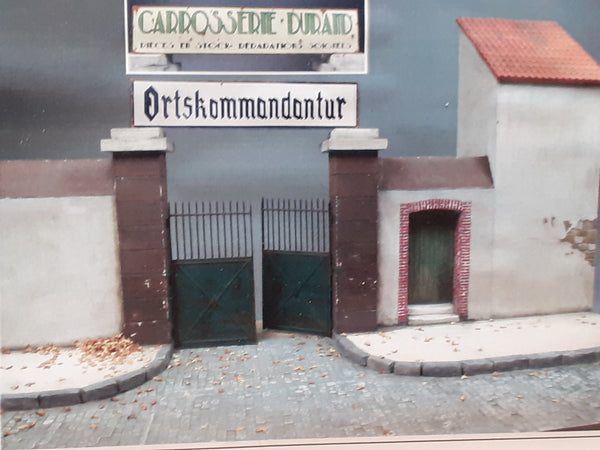 CARROSSERIE · DURAND
PIECES EN STOCK - REPARATIONS SOIGNEES
Ortskommandantur